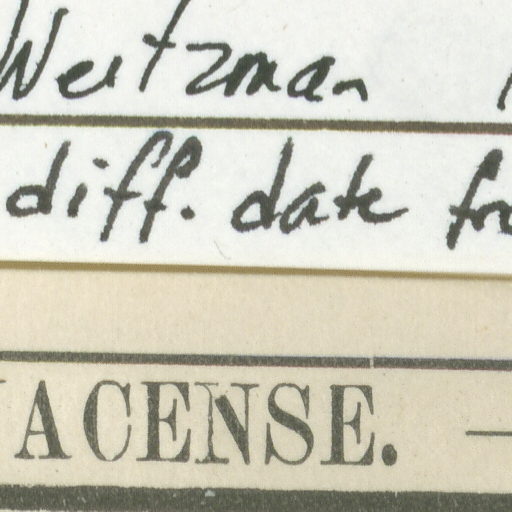 Weitzman
diff. date
ACENSE.